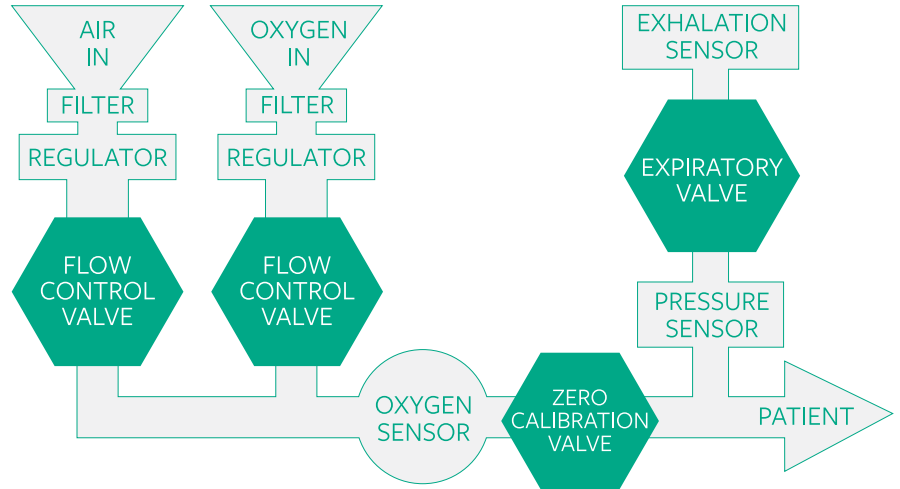 AIR
IN
FILTER
REGULATOR
FLOW
CONTROL
VALVE
OXYGEN
IN
FILTER
REGULATOR
FLOW
CONTROL
VALVE
OXYGEN
SENSOR
ZERO
CALIBRATION
VALVE
EXHALATION
SENSOR
EXPIRATORY
VALVE
PRESSURE
SENSOR
PATIENT